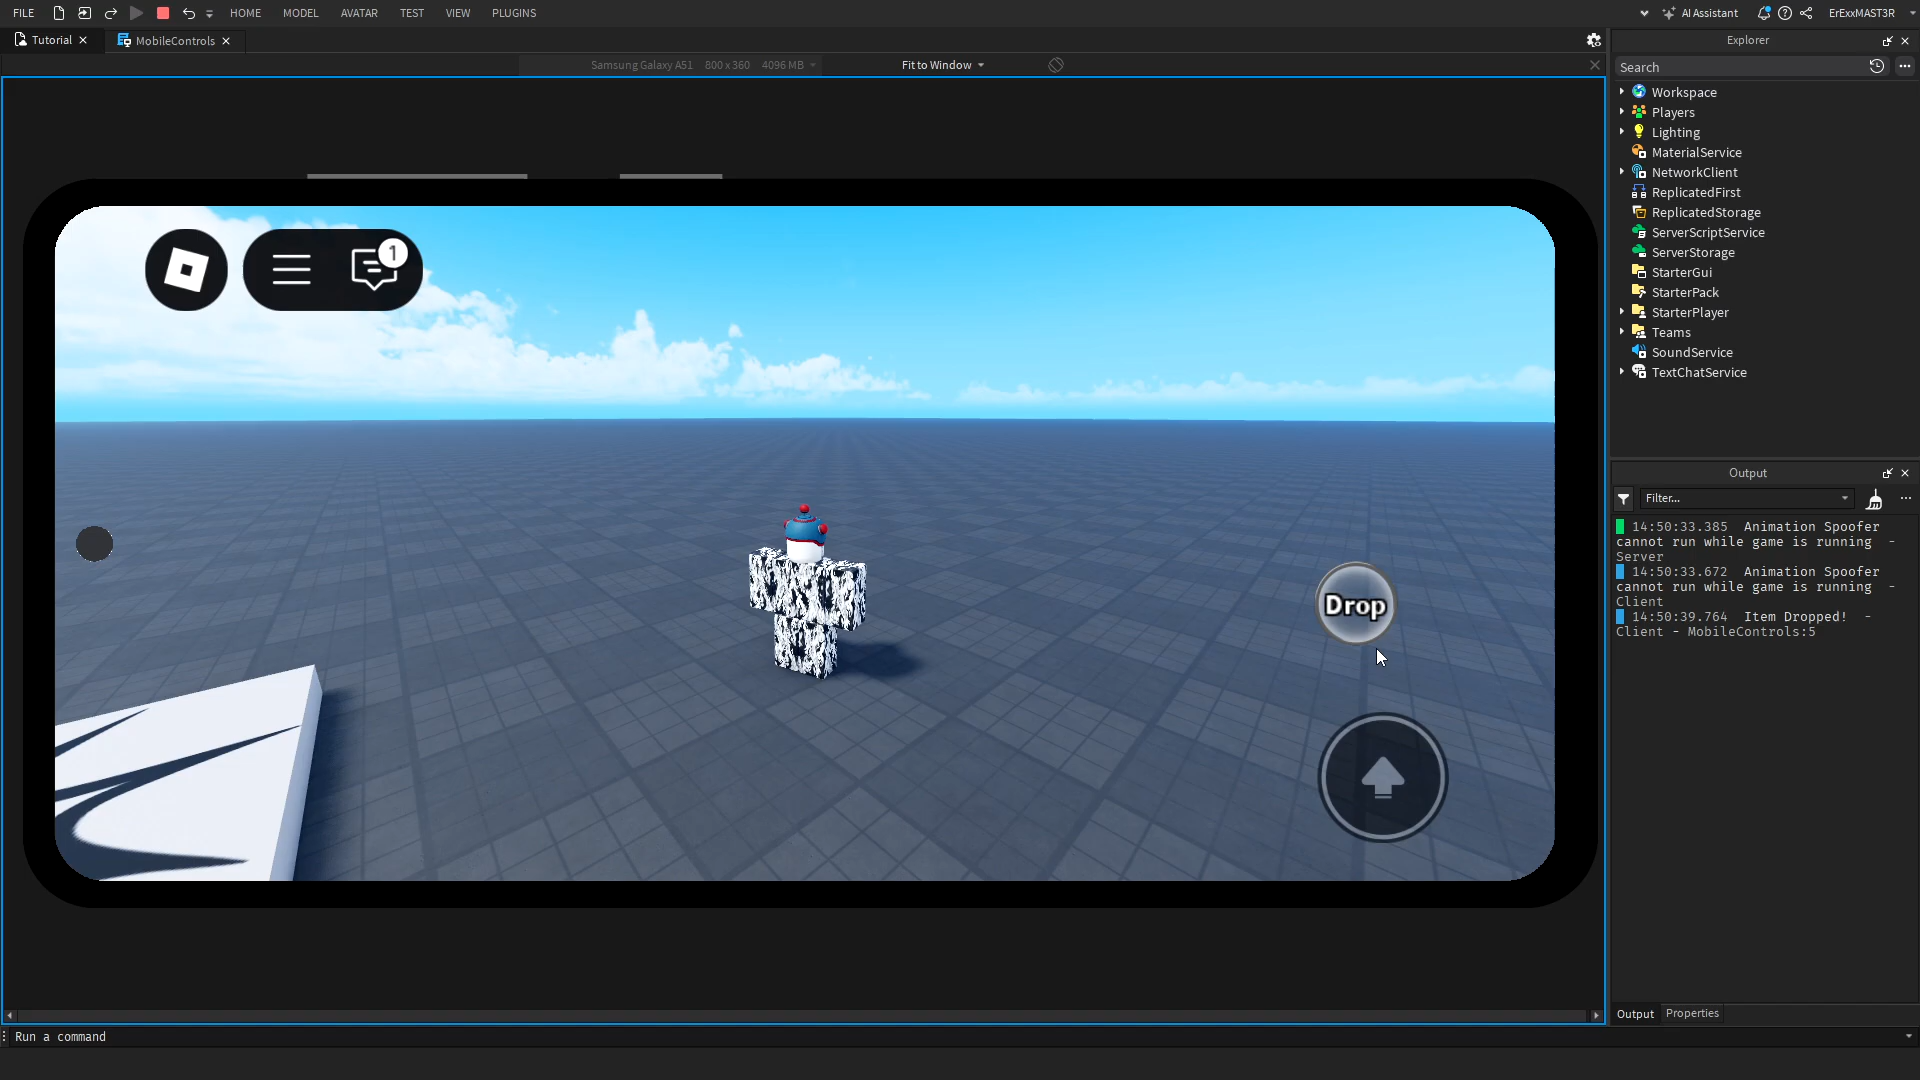 FILE HOME MODEL AVATAR TEST VIEW PLUGINS AI Assistant ErExxMAST3R
Tutorial MobileControls
Samsung Galaxy A51 800 x 360 4096 MB Fit to Window
1
Drop
Explorer
Search
Workspace
Players
Lighting
MaterialService
NetworkClient
ReplicatedFirst
ReplicatedStorage
ServerScriptService
ServerStorage
StarterGui
StarterPack
StarterPlayer
Teams
SoundService
TextChatService
Output
Filter...
14:50:33.385 Animation Spoofer
cannot run while game is running -
Server
14:50:33.672 Animation Spoofer
cannot run while game is running -
Client
14:50:39.764 Item Dropped! -
Client - MobileControls:5
Output Properties
Run a command